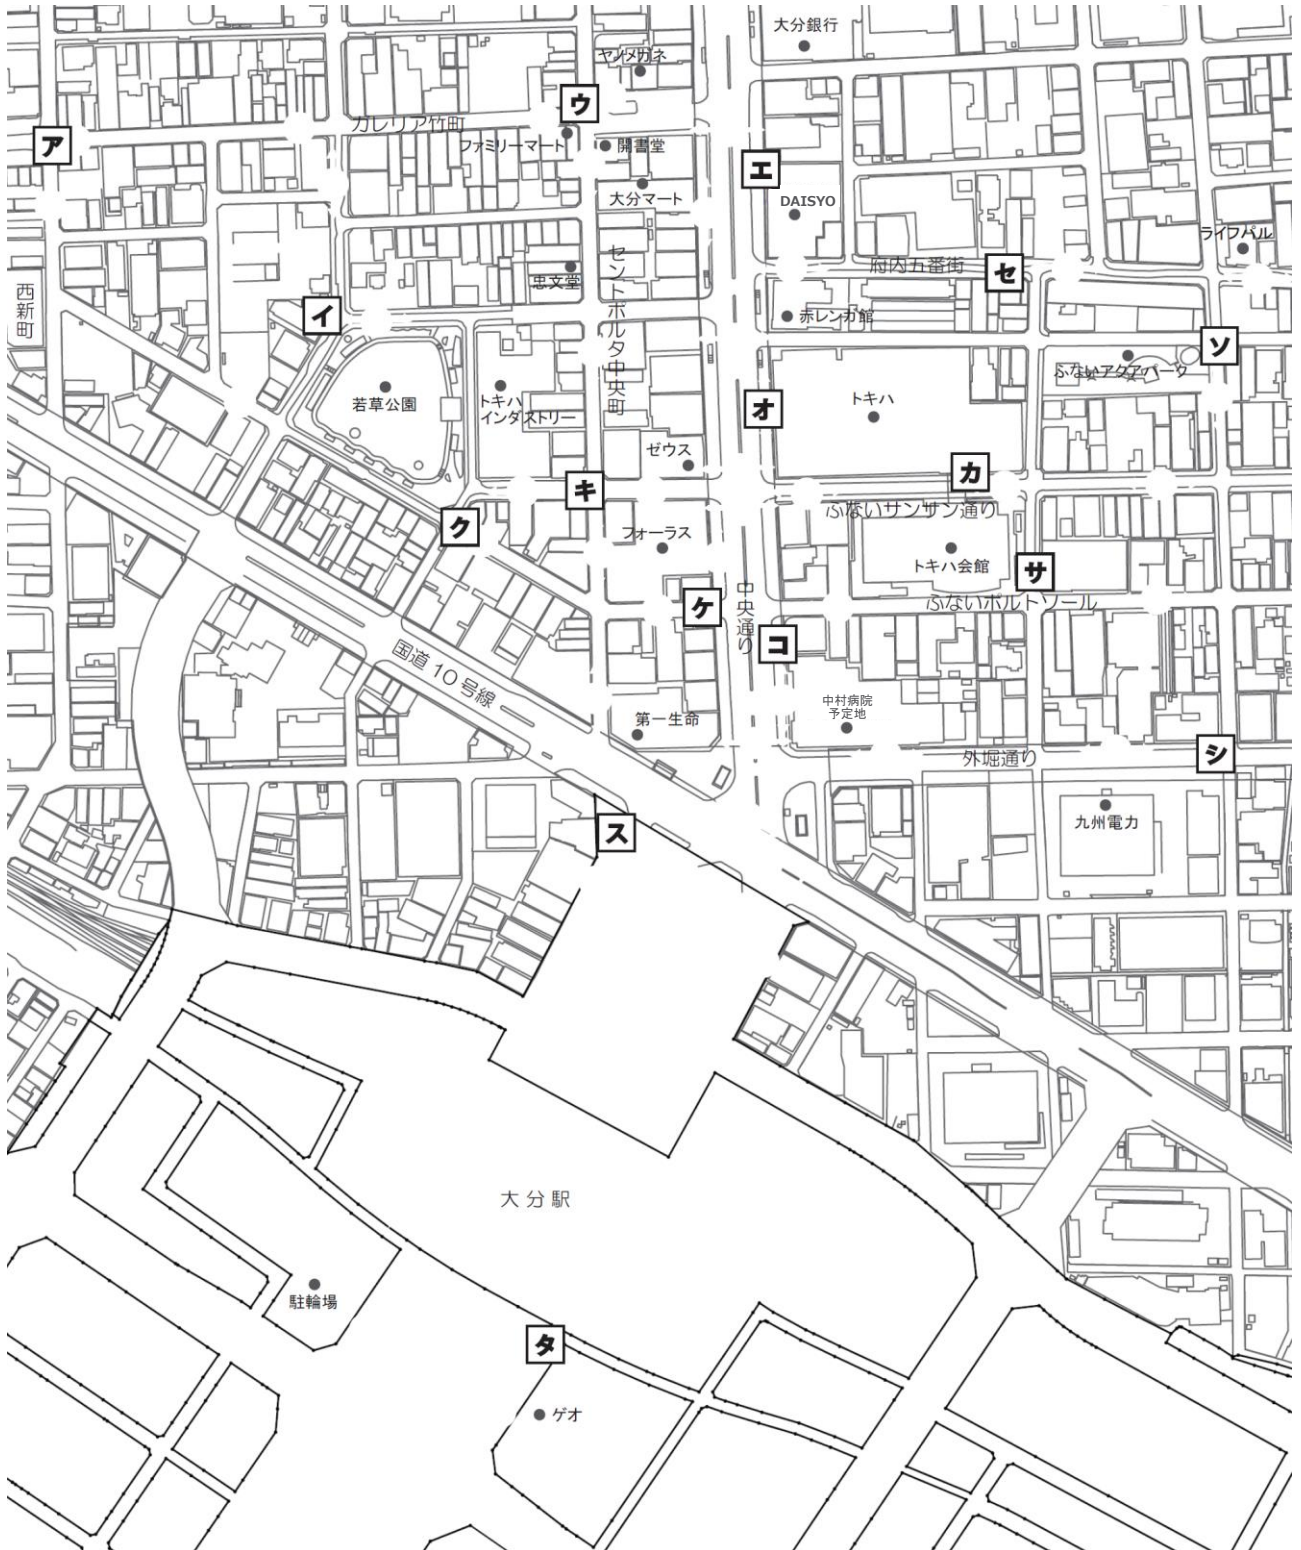 大分銀行
ヤノメガネ
ウ
ガレリア竹町
ファミリーマート
開書堂
ア
エ
大分マート
DAISYO
ライフパル
府内五番街
セ
忠文堂
セントポルタ中央町
西新町
イ
赤レンガ館
ソ
ふないアクアパーク
若草公園
トキハ
インダストリー
オ
トキハ
ゼウス
カ
キ
ふないサンサン通り
ク
フォーラス
トキハ会館
サ
ケ
中央通り
ふないポルトソール
コ
国道10号線
第一生命
中村病院
予定地
シ
外堀通り
ス
九州電力
大分駅
駐輪場
タ
ゲオ